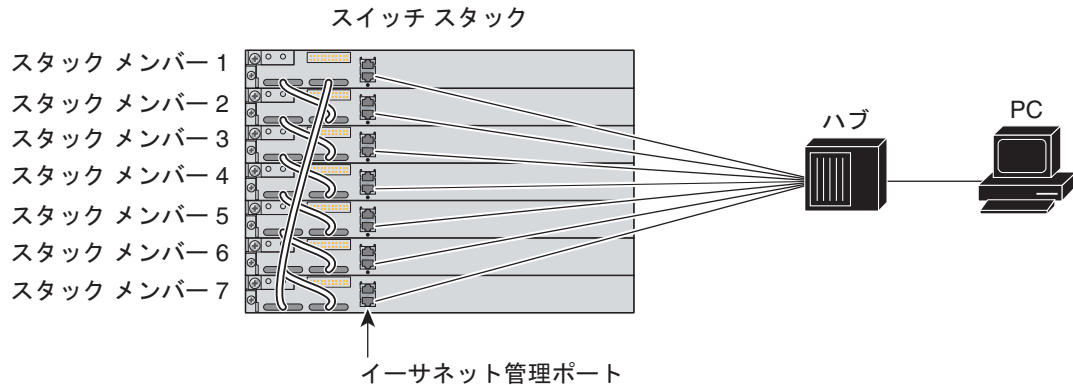 スイッチ スタック
スタック メンバー 1
スタック メンバー 2
スタック メンバー 3
スタック メンバー 4
スタック メンバー 5
スタック メンバー 6
スタック メンバー 7
ハブ
PC
イーサネット管理ポート